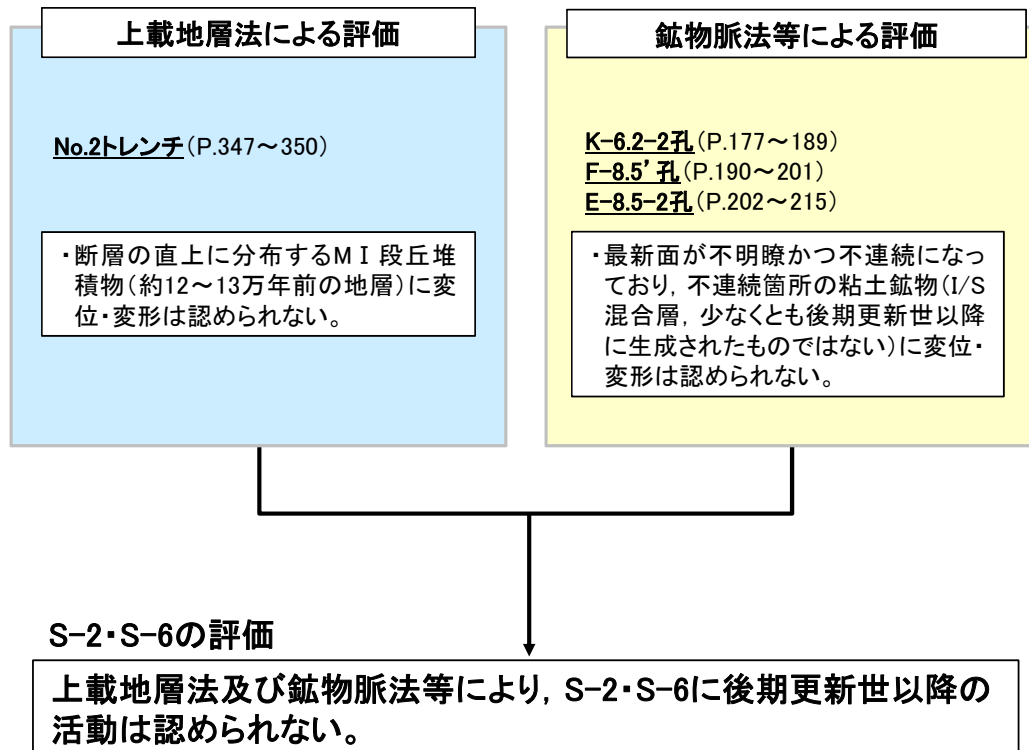 上載地層法による評価
No.2トレンチ(P.347～350)
・断層の直上に分布するMⅠ段丘堆
積物(約12～13万年前の地層)に変
位・変形は認められない。
鉱物脈法等による評価
K-6.2-2孔(P.177～189)
F-8.5’孔(P.190～201)
E-8.5-2孔(P.202～215)
・最新面が不明瞭かつ不連続になっ
ており，不連続箇所の粘土鉱物(I/S
混合層，少なくとも後期更新世以降
に生成されたものではない)に変位・
変形は認められない。
S-2・S-6の評価
上載地層法及び鉱物脈法等により，S-2・S-6に後期更新世以降の
活動は認められない。